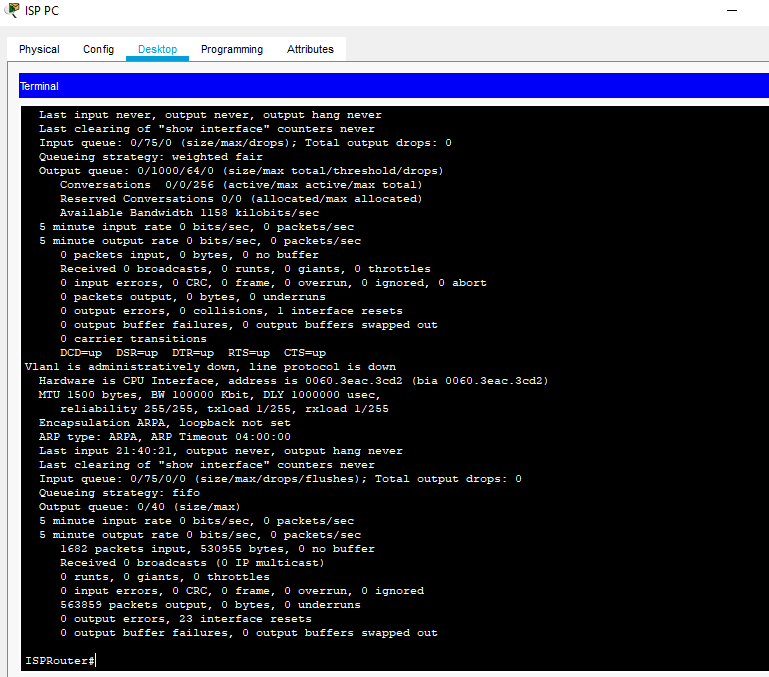 ISP PC
Physical Config Desktop Programming Attributes
Terminal
Last input never, output never, output hang never
Last clearing of "show interface" counters never
Input queue: 0/75/0 (size/max/drops); Total output drops: 0
Queueing strategy: weighted fair
Output queue: 0/1000/64/0 (size/max total/threshold/drops)
Conversations 0/0/256 (active/max active/max total)
Reserved Conversations 0/0 (allocated/max allocated)
Available Bandwidth 1158 kilobits/sec
5 minute input rate 0 bits/sec, 0 packets/sec
5 minute output rate 0 bits/sec, 0 packets/sec
0 packets input, 0 bytes, 0 no buffer
Received 0 broadcasts, 0 runts, 0 giants, 0 throttles
0 input errors, 0 CRC, 0 frame, 0 overrun, 0 ignored, 0 abort
0 packets output, 0 bytes, 0 underruns
0 output errors, 0 collisions, 1 interface resets
0 output buffer failures, 0 output buffers swapped out
0 carrier transitions
DCD=up DSR=up DTR=up RTS=up CTS=up
Vlan1 is administratively down, line protocol is down
Hardware is CPU Interface, address is 0060.3eac.3cd2 (bia 0060.3eac.3cd2)
MTU 1500 bytes, BW 100000 Kbit, DLY 1000000 usec,
reliability 255/255, txload 1/255, rxload 1/255
Encapsulation ARPA, loopback not set
ARP type: ARPA, ARP Timeout 04:00:00
Last input 21:40:21, output never, output hang never
Last clearing of "show interface" counters never
Input queue: 0/75/0/0 (size/max/drops/flushes); Total output drops: 0
Queueing strategy: fifo
Output queue: 0/40 (size/max)
5 minute input rate 0 bits/sec, 0 packets/sec
5 minute output rate 0 bits/sec, 0 packets/sec
1682 packets input, 530955 bytes, 0 no buffer
Received 0 broadcasts (0 IP multicast)
0 runts, 0 giants, 0 throttles
0 input errors, 0 CRC, 0 frame, 0 overrun, 0 ignored
563859 packets output, 0 bytes, 0 underruns
0 output errors, 23 interface resets
0 output buffer failures, 0 output buffers swapped out
ISPRouter#